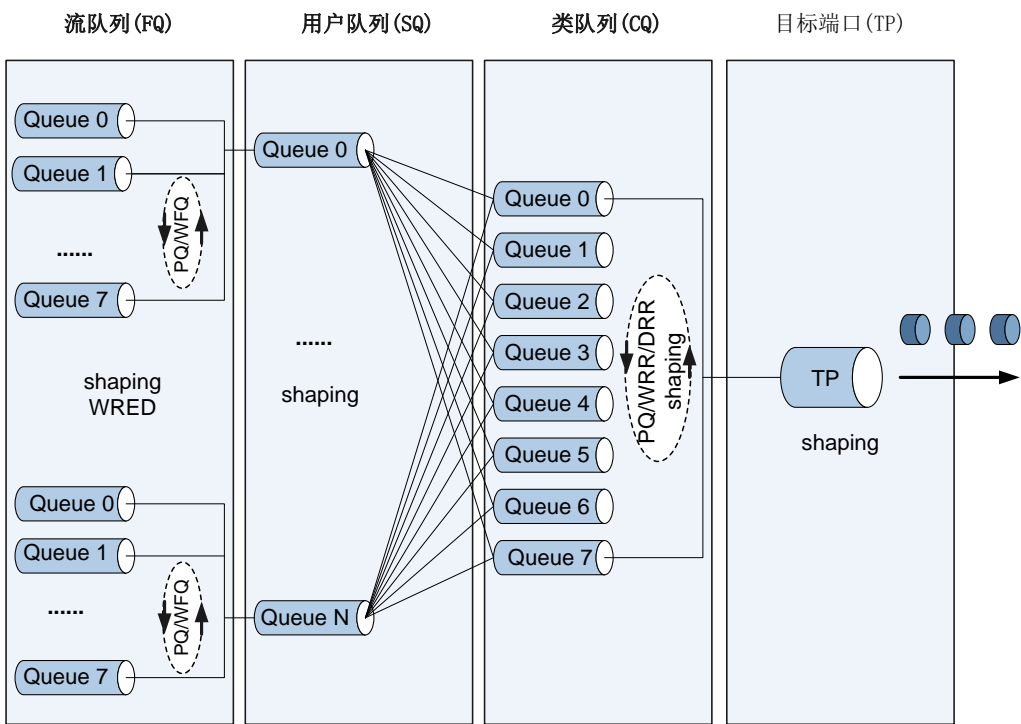 流队列(FQ)
用户队列(SQ)
类队列(CQ)
目标端口(TP)
Queue 0
Queue 1
PQ/WFQ
......
Queue 7
shaping
WRED
Queue 0
Queue 1
PQ/WFQ
......
Queue 7
Queue 0
......
shaping
Queue N
Queue 0
Queue 1
Queue 2
Queue 3
Queue 4
Queue 5
Queue 6
Queue 7
PQ/WRR/DRR
shaping
TP
shaping